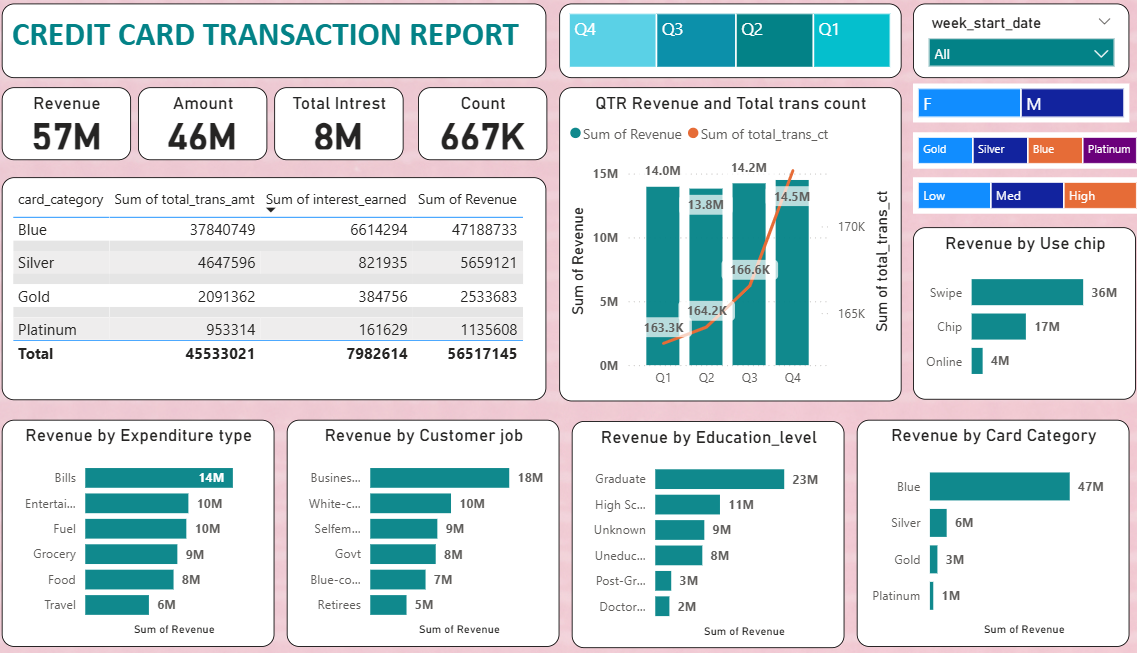 CREDIT CARD TRANSACTION REPORT
Q4 Q3 Q2 Q1
week_start_date
All
Revenue
57M
Amount
46M
Total Intrest
8M
Count
667K
F M
Gold Silver Blue Platinum
Low Med High
card_category Sum of total_trans_amt Sum of interest_earned Sum of Revenue
Blue 37840749 6614294 47188733
Silver 4647596 821935 5659121
Gold 2091362 384756 2533683
Platinum 953314 161629 1135608
Total 45533021 7982614 56517145
QTR Revenue and Total trans count
Sum of Revenue Sum of total_trans_ct
Sum of Revenue
15M
10M
5M
0M
14.0M
13.8M
14.2M
14.5M
163.3K
164.2K
166.6K
170K
165K
Sum of total_trans_ct
Q1 Q2 Q3 Q4
Revenue by Use chip
Swipe 36M
Chip 17M
Online 4M
Revenue by Expenditure type
Bills 14M
Entertai... 10M
Fuel 10M
Grocery 9M
Food 8M
Travel 6M
Sum of Revenue
Revenue by Customer job
Busines... 18M
White-c... 10M
Selfem... 9M
Govt 8M
Blue-co... 7M
Retirees 5M
Sum of Revenue
Revenue by Education_level
Graduate 23M
High Sc... 11M
Unknown 9M
Uneduc... 8M
Post-Gr... 3M
Doctor... 2M
Sum of Revenue
Revenue by Card Category
Blue 47M
Silver 6M
Gold 3M
Platinum 1M
Sum of Revenue